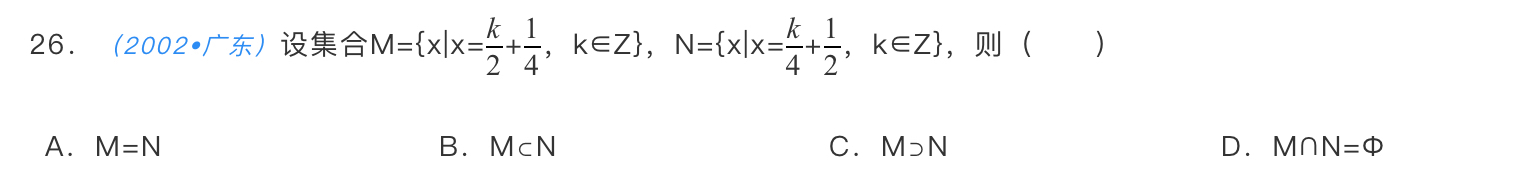 26. （2002•广东）设集合M={x|x=k/2+1/4，k∈Z}，N={x|x=k/4+1/2，k∈Z}，则（　　）
A. M=N B. M⊂N C. M⊃N D. M∩N=Φ